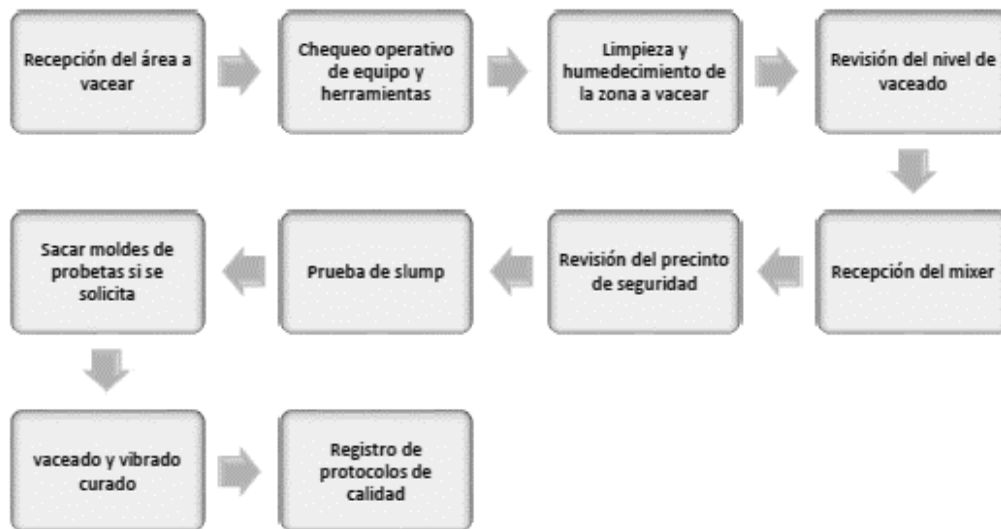 Recepción del área a
vacear
Chequeo operativo
de equipo y
herramientas
Limpieza y
humedecimiento de
la zona a vacear
Revisión del nivel de
vaceado
Recepción del mixer
Revisión del precinto
de seguridad
Prueba de slump
Sacar moldes de
probetas si se
solicita
vaceado y vibrado
curado
Registro de
protocolos de
calidad